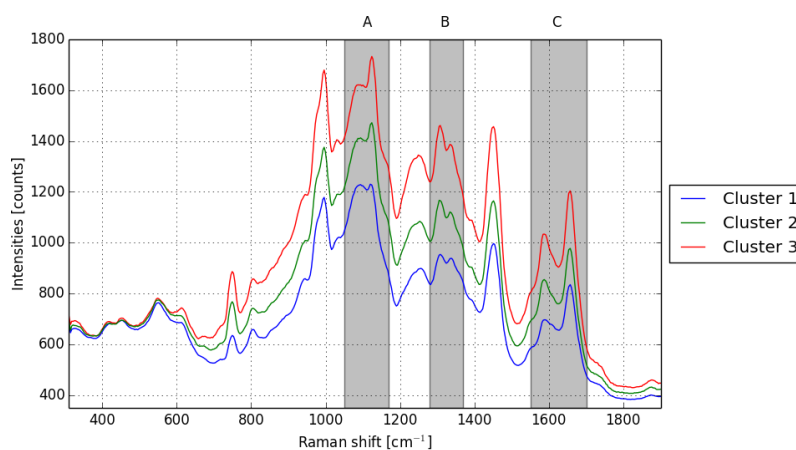 A B C
1800
1600
1400
1200
1000
800
600
400
Intensities [counts]
400 600 800 1000 1200 1400 1600 1800
Raman shift [cm⁻¹]
Cluster 1
Cluster 2
Cluster 3